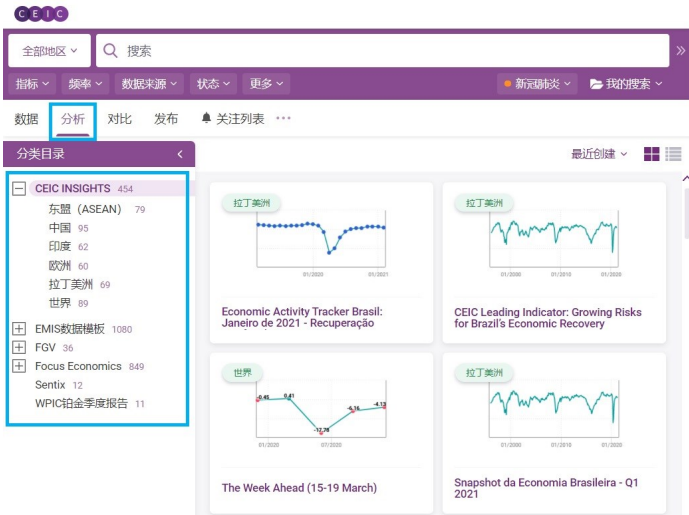 CEIC
全部地区
搜索
指标 频率 数据来源 状态 更多 新冠肺炎 我的搜索
数据 分析 对比 发布 关注列表
分类目录
最近创建
CEIC INSIGHTS 454
东盟（ASEAN） 79
中国 95
印度 62
欧洲 60
拉丁美洲 69
世界 89
EMIS数据模板 1080
FGV 36
Focus Economics 849
Sentix 12
WPIC铂金季度报告 11
拉丁美洲
01/2020 01/2021
Economic Activity Tracker Brasil:
Janeiro de 2021 - Recuperação
拉丁美洲
01/2000 01/2010 01/2020
CEIC Leading Indicator: Growing Risks
for Brazil's Economic Recovery
世界
-0.45 0.41 -17.78 -6.16 -4.13
01/2020 07/2020
The Week Ahead (15-19 March)
拉丁美洲
01/2000 01/2010 01/2020
Snapshot da Economia Brasileira - Q1
2021